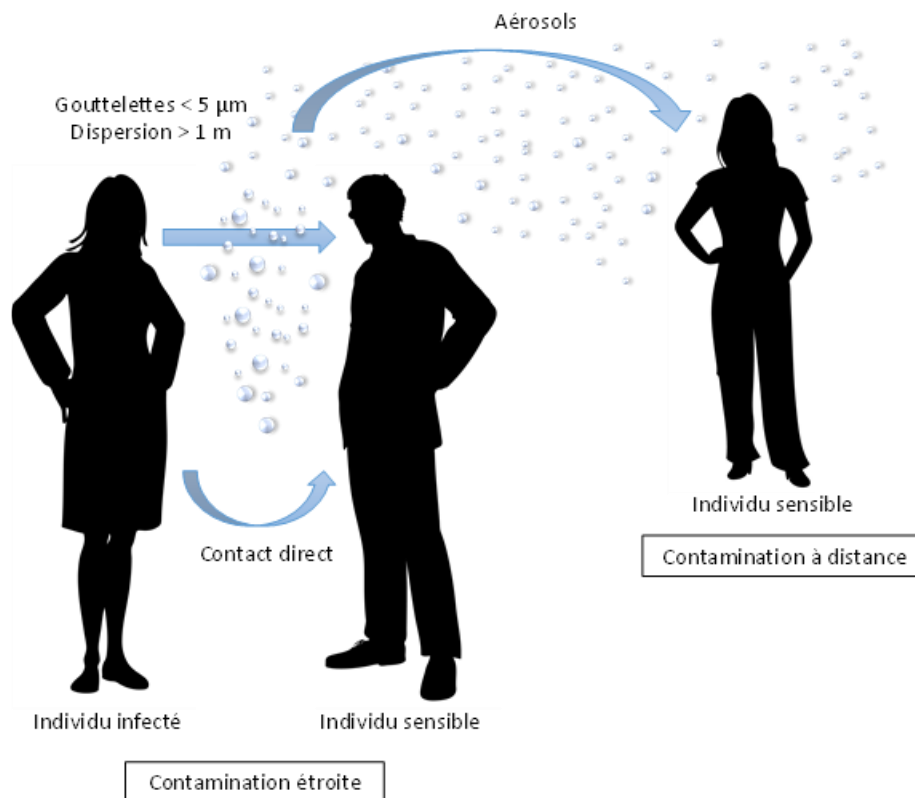 Aérosols
Gouttelettes < 5 µm
Dispersion > 1 m
Contact direct
Individu sensible
Contamination à distance
Individu infecté
Individu sensible
Contamination étroite